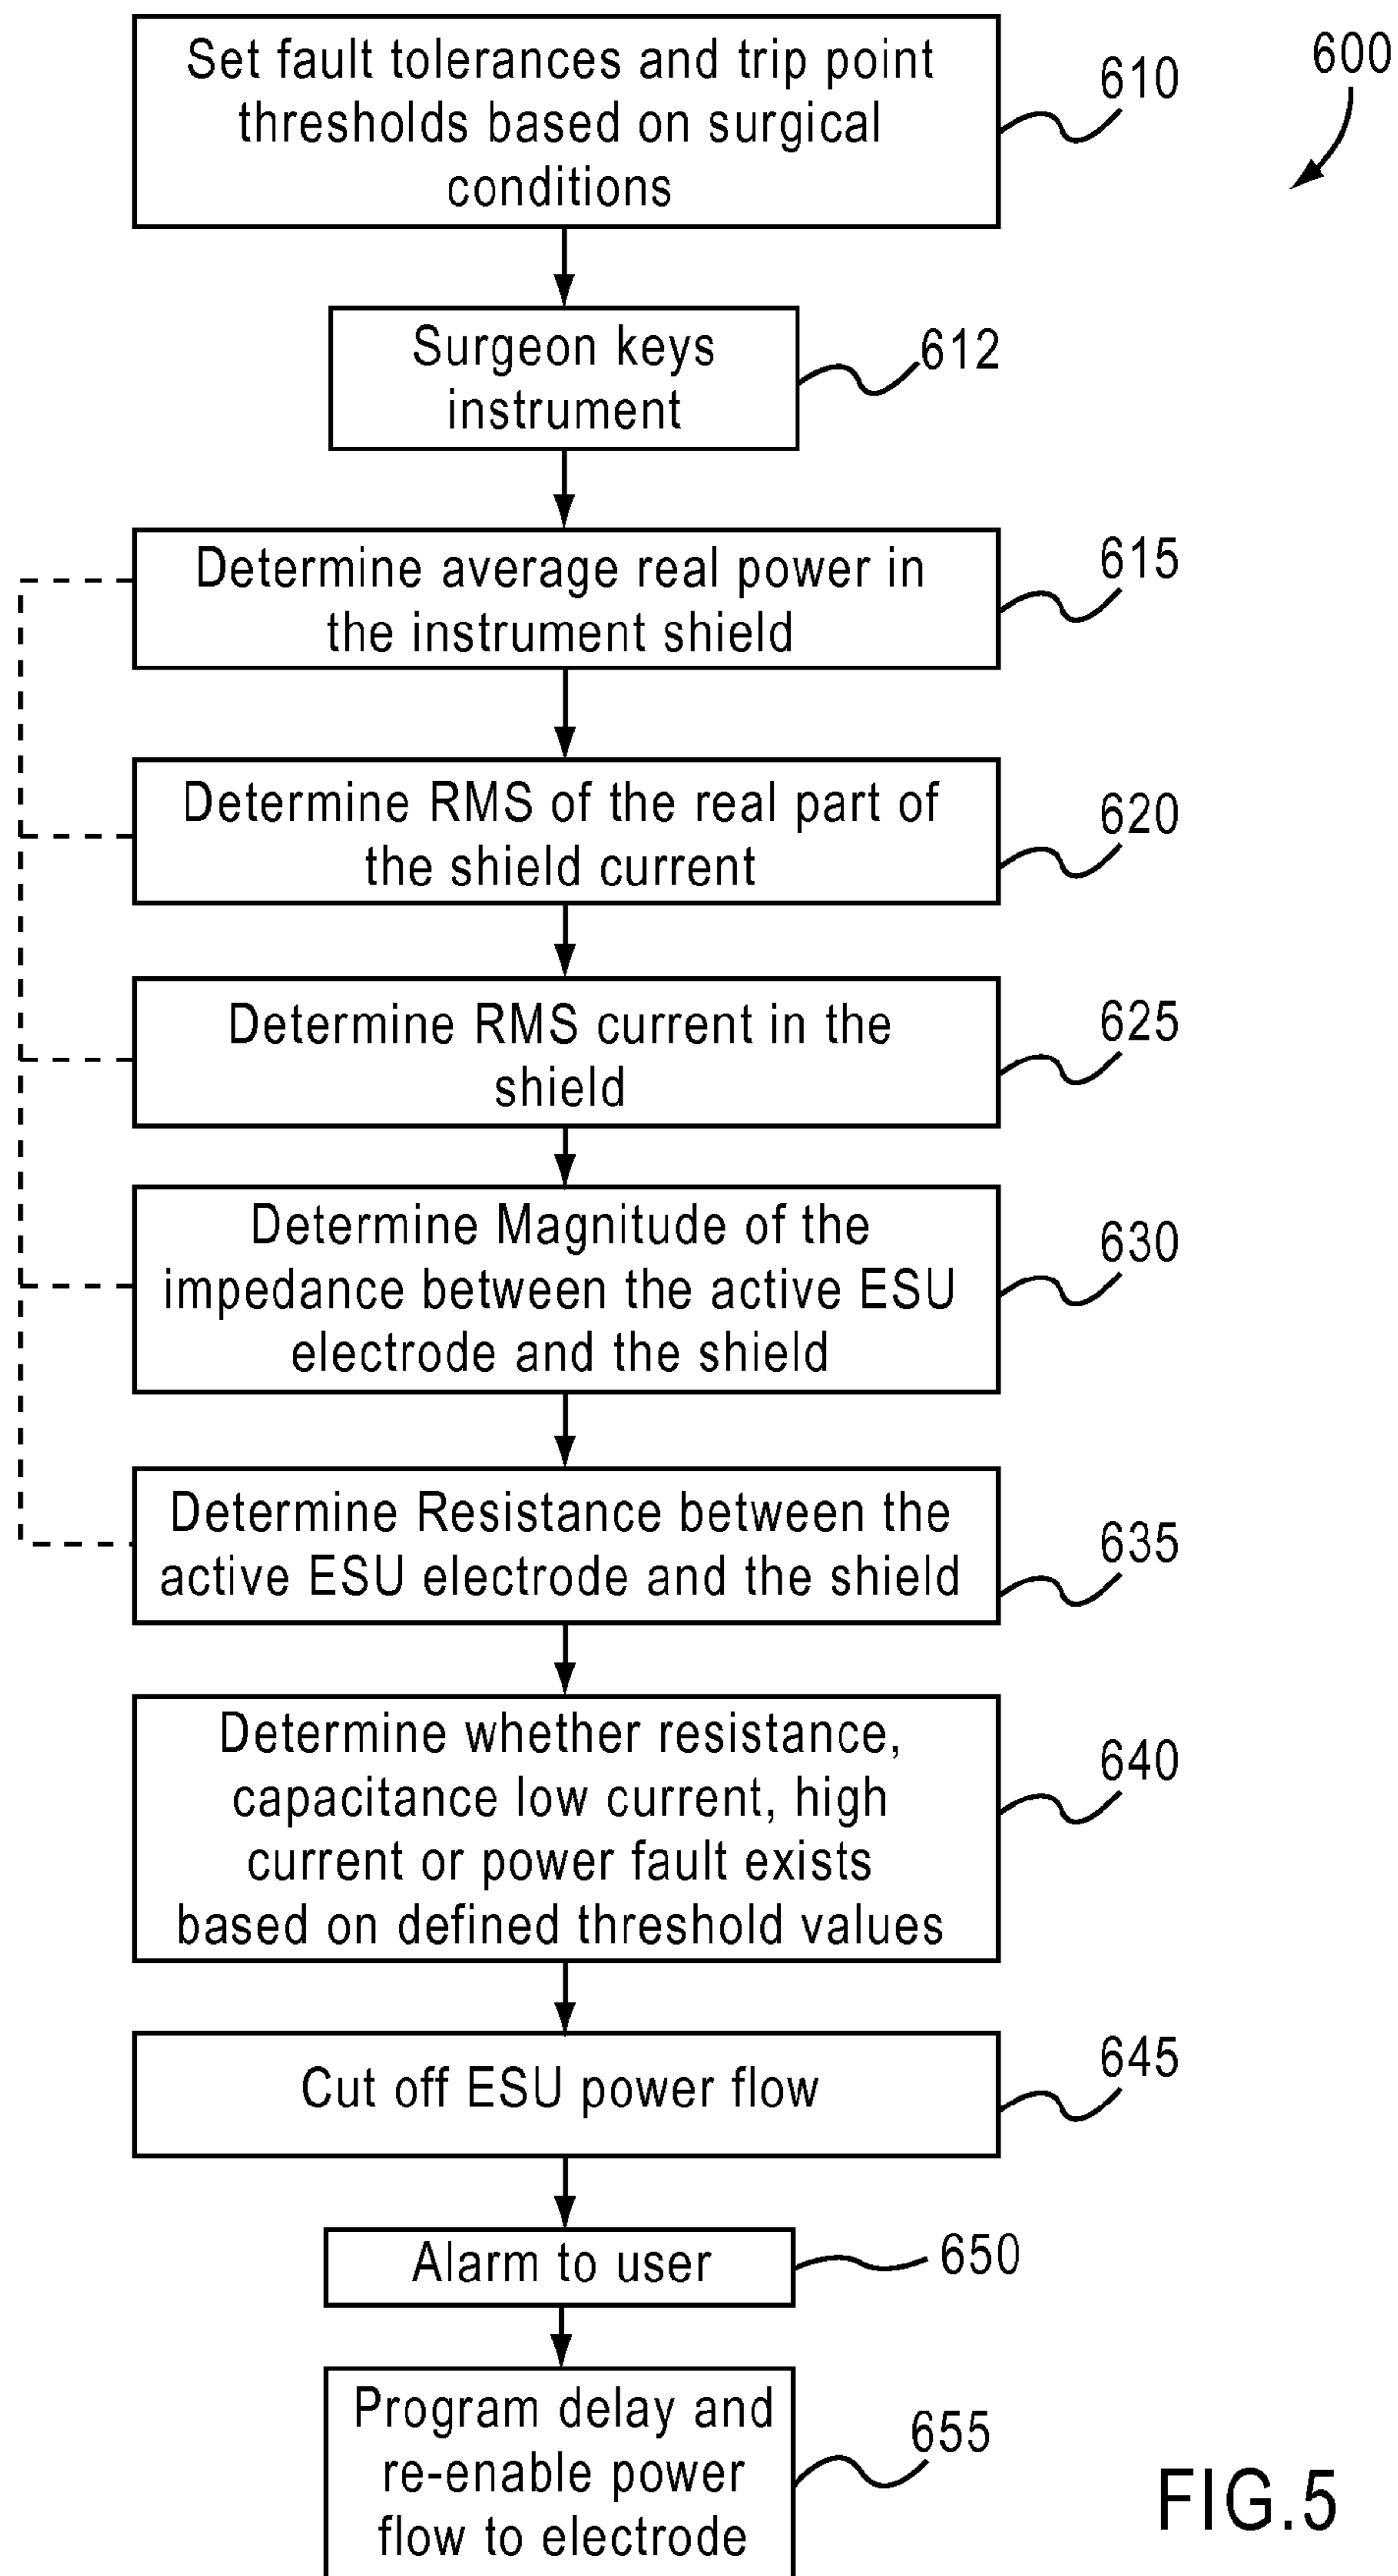 600
Set fault tolerances and trip point
thresholds based on surgical
conditions
610
Surgeon keys
instrument
612
Determine average real power in
the instrument shield
615
Determine RMS of the real part of
the shield current
620
Determine RMS current in the
shield
625
Determine Magnitude of the
impedance between the active ESU
electrode and the shield
630
Determine Resistance between the
active ESU electrode and the shield
635
Determine whether resistance,
capacitance low current, high
current or power fault exists
based on defined threshold values
640
Cut off ESU power flow
645
Alarm to user
650
Program delay and
re-enable power
flow to electrode
655
FIG.5